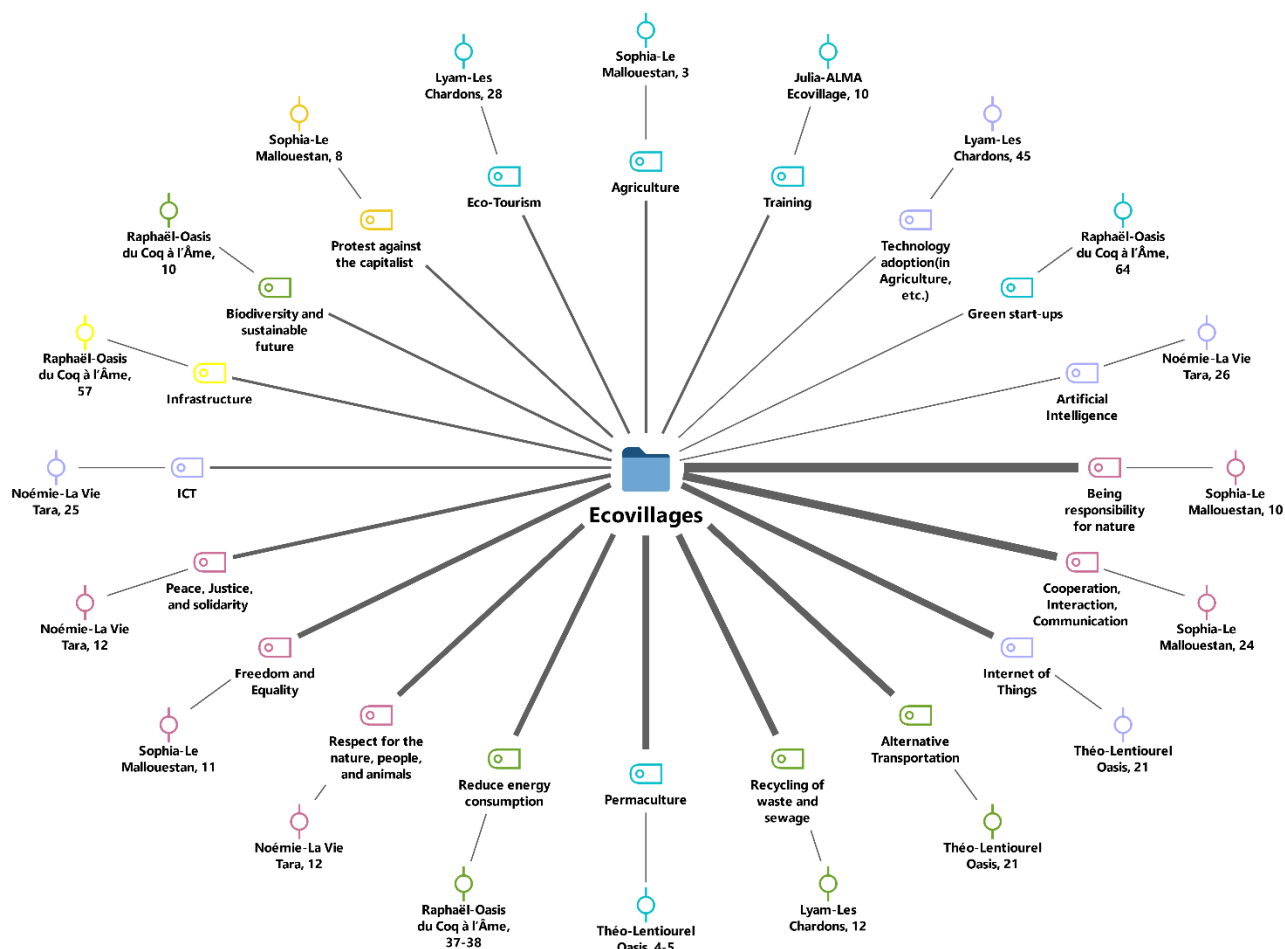 Sophia-Le
Mallouestan, 3
Lyam-Les
Chardons, 28
Julia-ALMA
Ecovillage, 10
Sophia-Le
Mallouestan, 8
Lyam-Les
Chardons, 45
Agriculture
Eco-Tourism
Training
Raphaël-Oasis
du Coq à l'Âme,
10
Protest against
the capitalist
Technology
adoption(in
Agriculture,
etc.)
Raphaël-Oasis
du Coq à l'Âme,
64
Biodiversity and
sustainable
future
Green start-ups
Raphaël-Oasis
du Coq à l'Âme,
57
Infrastructure
Noémie-La Vie
Tara, 26
Artificial
Intelligence
Noémie-La Vie
Tara, 25
ICT
Ecovillages
Being
responsibility
for nature
Sophia-Le
Mallouestan, 10
Peace, Justice,
and solidarity
Cooperation,
Interaction,
Communication
Noémie-La Vie
Tara, 12
Sophia-Le
Mallouestan, 24
Freedom and
Equality
Internet of
Things
Sophia-Le
Mallouestan, 11
Respect for the
nature, people,
and animals
Alternative
Transportation
Théo-Lentiourel
Oasis, 21
Reduce energy
consumption
Permaculture
Recycling of
waste and
sewage
Noémie-La Vie
Tara, 12
Théo-Lentiourel
Oasis, 21
Raphaël-Oasis
du Coq à l'Âme,
37-38
Théo-Lentiourel
Oasis, 4-5
Lyam-Les
Chardons, 12